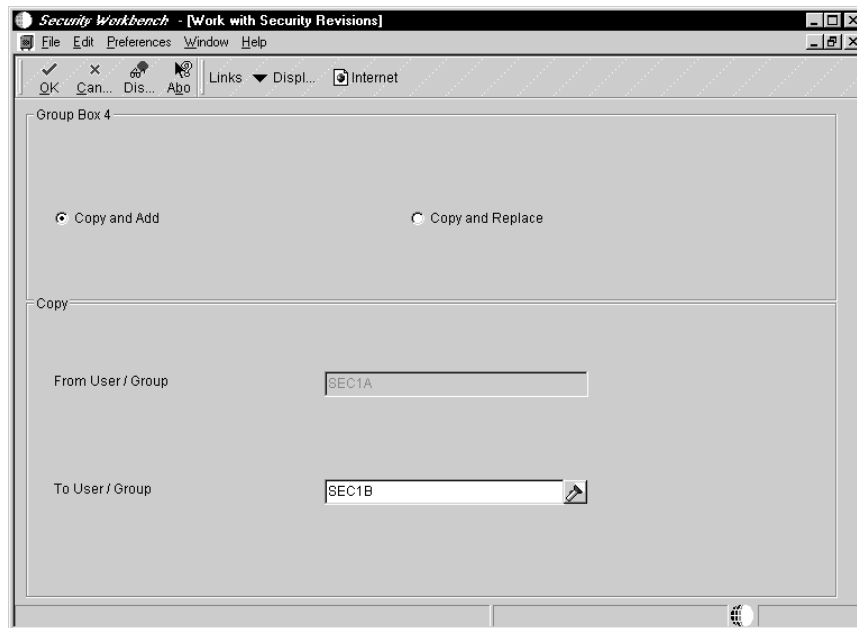 Security Workbench - [Work with Security Revisions]
File Edit Preferences Window Help
OK Can... Dis... Abo Links Displ... Internet
Group Box 4
Copy and Add Copy and Replace
Copy
From User / Group SEC1A
To User / Group SEC1B